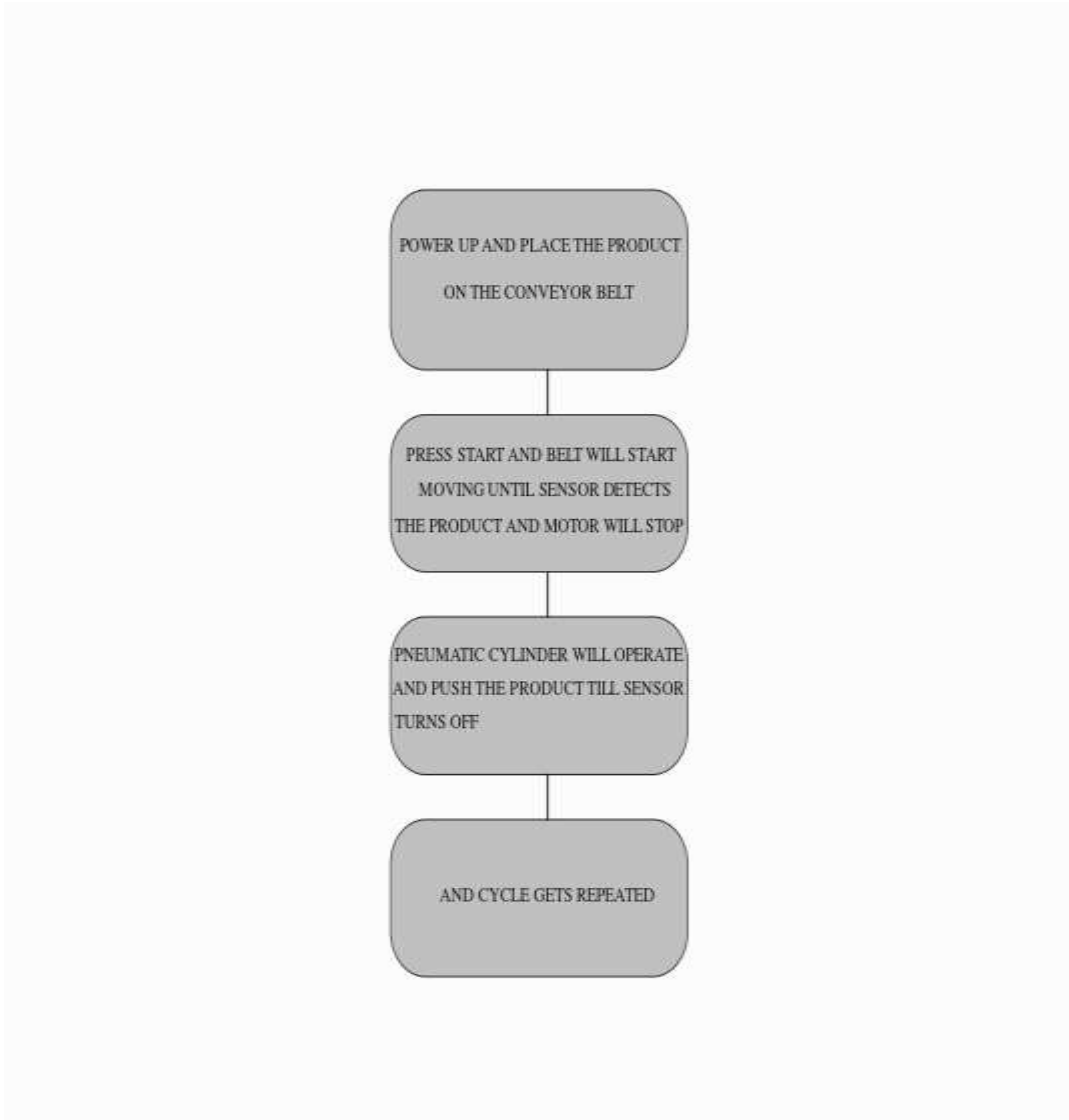 POWER UP AND PLACE THE PRODUCT
ON THE CONVEYOR BELT
PRESS START AND BELT WILL START
MOVING UNTIL SENSOR DETECTS
THE PRODUCT AND MOTOR WILL STOP
PNEUMATIC CYLINDER WILL OPERATE
AND PUSH THE PRODUCT TILL SENSOR
TURNS OFF
AND CYCLE GETS REPEATED